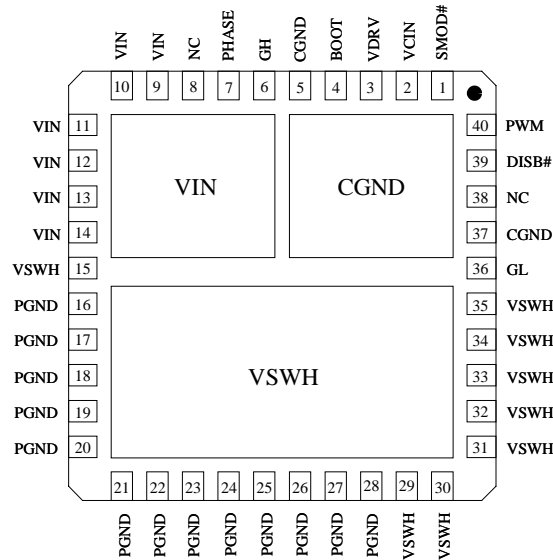 VIN
VIN
NC
PHASE
GH
CGND
BOOT
VDRV
VCIN
SMOD#
10 9 8 7 6 5 4 3 2 1
VIN 11 40 PWM
VIN 12 39 DISB#
VIN CGND
VIN 13 38 NC
VIN 14 37 CGND
VSWH 15 36 GL
PGND 16 35 VSWH
PGND 17 34 VSWH
PGND 18 33 VSWH
VSWH
PGND 19 32 VSWH
PGND 20 31 VSWH
21 22 23 24 25 26 27 28 29 30
PGND
PGND
PGND
PGND
PGND
PGND
PGND
PGND
VSWH
VSWH